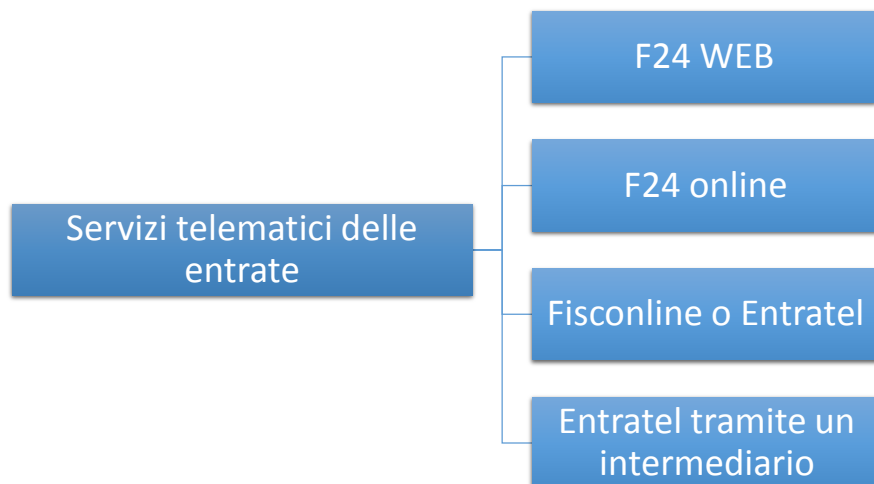 Servizi telematici delle
entrate
F24 WEB
F24 online
Fisconline o Entratel
Entratel tramite un
intermediario